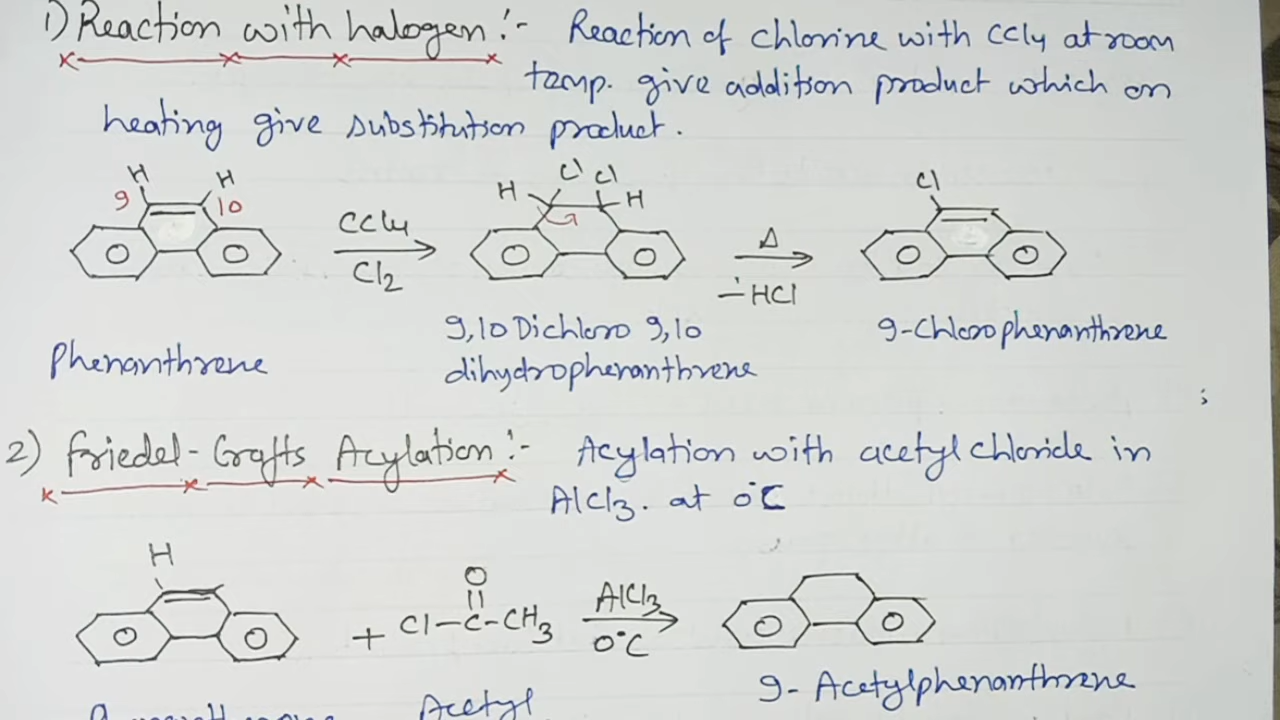 1) Reaction with halogen :- Reaction of chlorine with CCl4 at room
temp. give addition product which on
heating give substitution product.
H H
9 10
CCl4
Cl2
Cl Cl
H H
Δ
-HCl
Cl
Phenanthrene
9,10 Dichloro 9,10
dihydrophenanthrene
9-Chlorophenanthrene
2) Friedel-Crafts Acylation :- Acylation with acetyl chloride in
AlCl3. at 0°C
H
+
O
Cl-C-CH3
AlCl3
0°C
9- Acetylphenanthrene
Acetyl